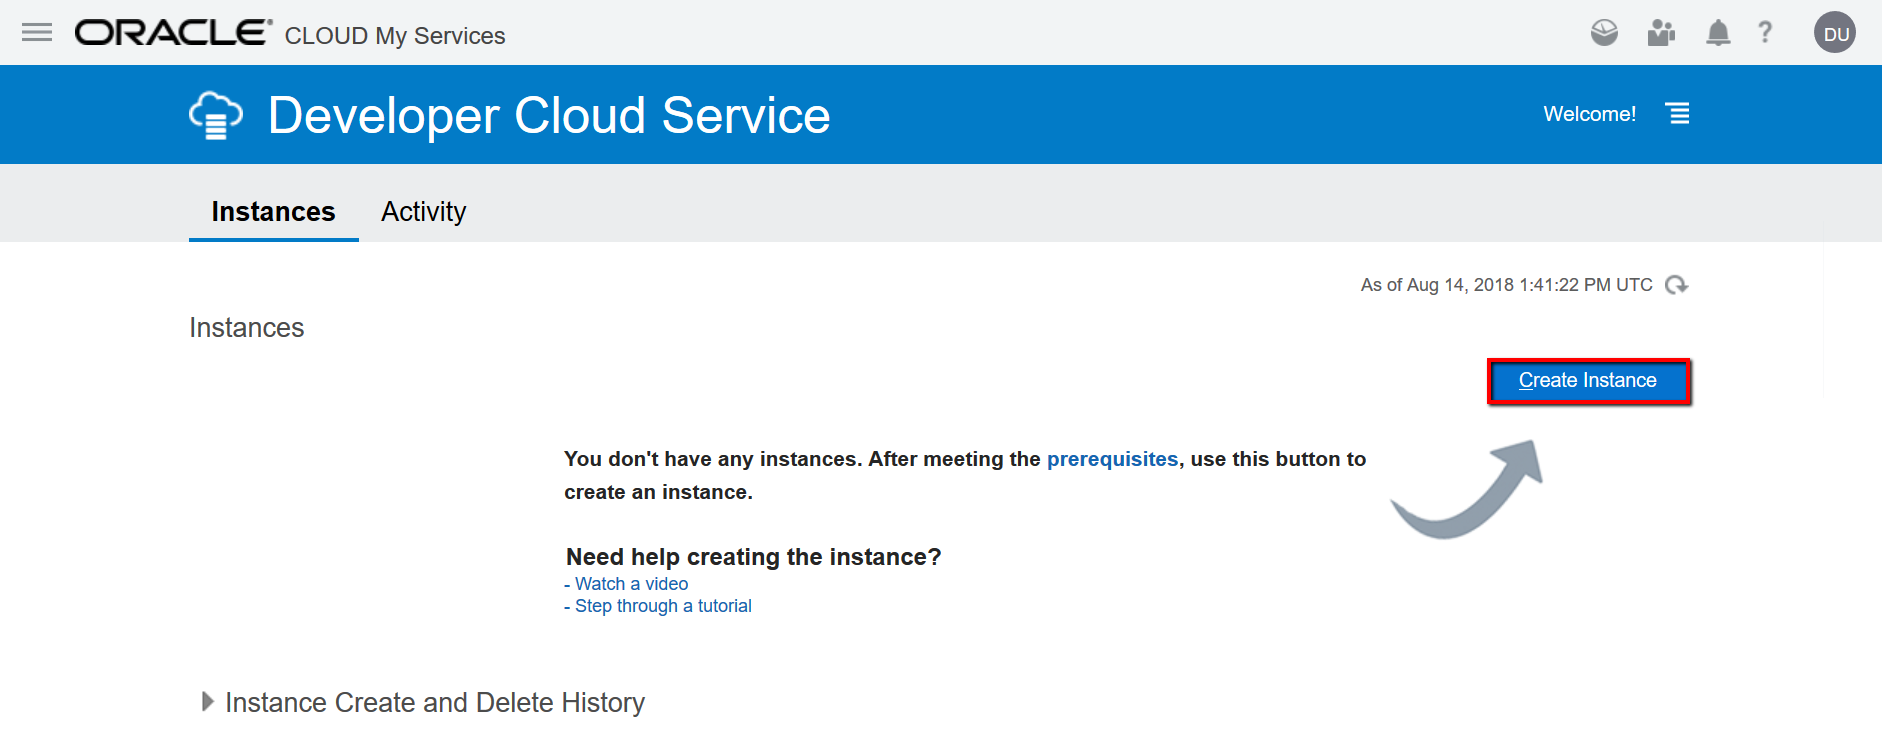 ORACLE® CLOUD My Services
? DU
Developer Cloud Service
Welcome!
Instances Activity
As of Aug 14, 2018 1:41:22 PM UTC
Instances
Create Instance
You don't have any instances. After meeting the prerequisites, use this button to
create an instance.
Need help creating the instance?
- Watch a video
- Step through a tutorial
Instance Create and Delete History